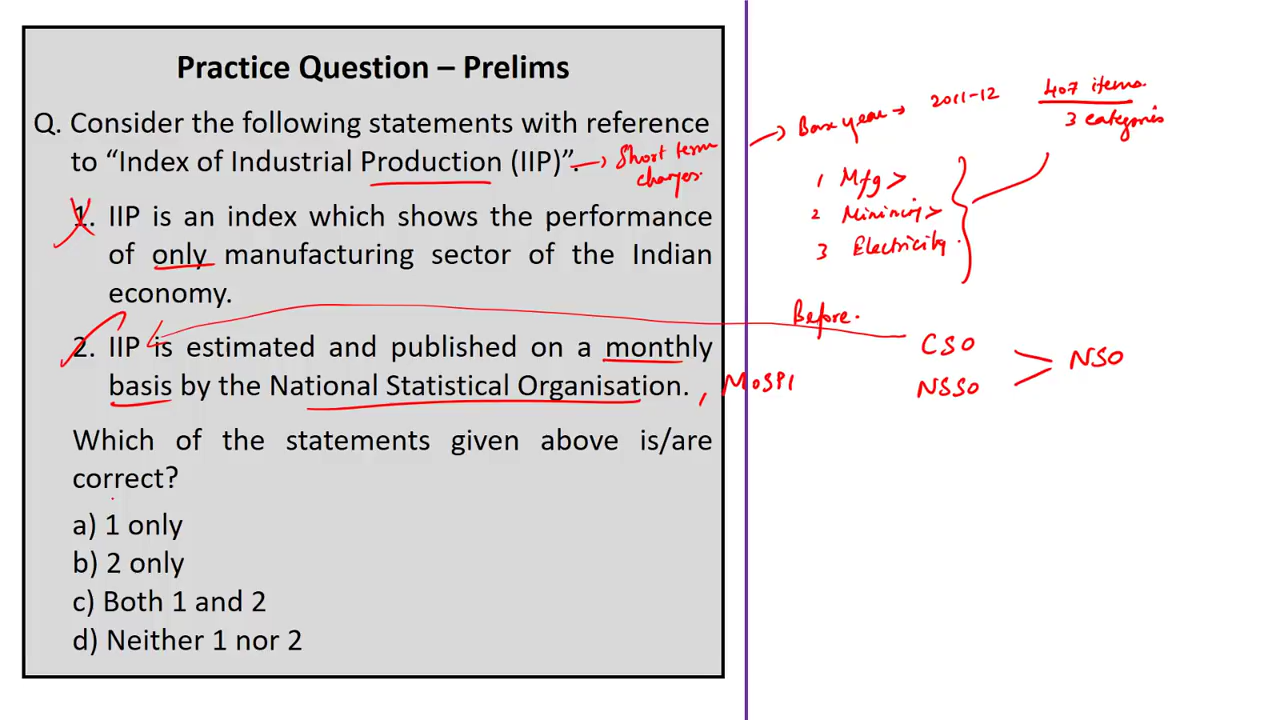 Practice Question – Prelims
Q. Consider the following statements with reference
to “Index of Industrial Production (IIP)”.
Short term
charges.
1. IIP is an index which shows the performance
of only manufacturing sector of the Indian
economy.
2. IIP is estimated and published on a monthly
basis by the National Statistical Organisation.
, MOSPI
Which of the statements given above is/are
correct?
a) 1 only
b) 2 only
c) Both 1 and 2
d) Neither 1 nor 2
Base year → 2011-12
407 items.
3 categories
1 Mfg
2 Mininig
3 Electricity.
Before.
CSO
NSSO
NSO